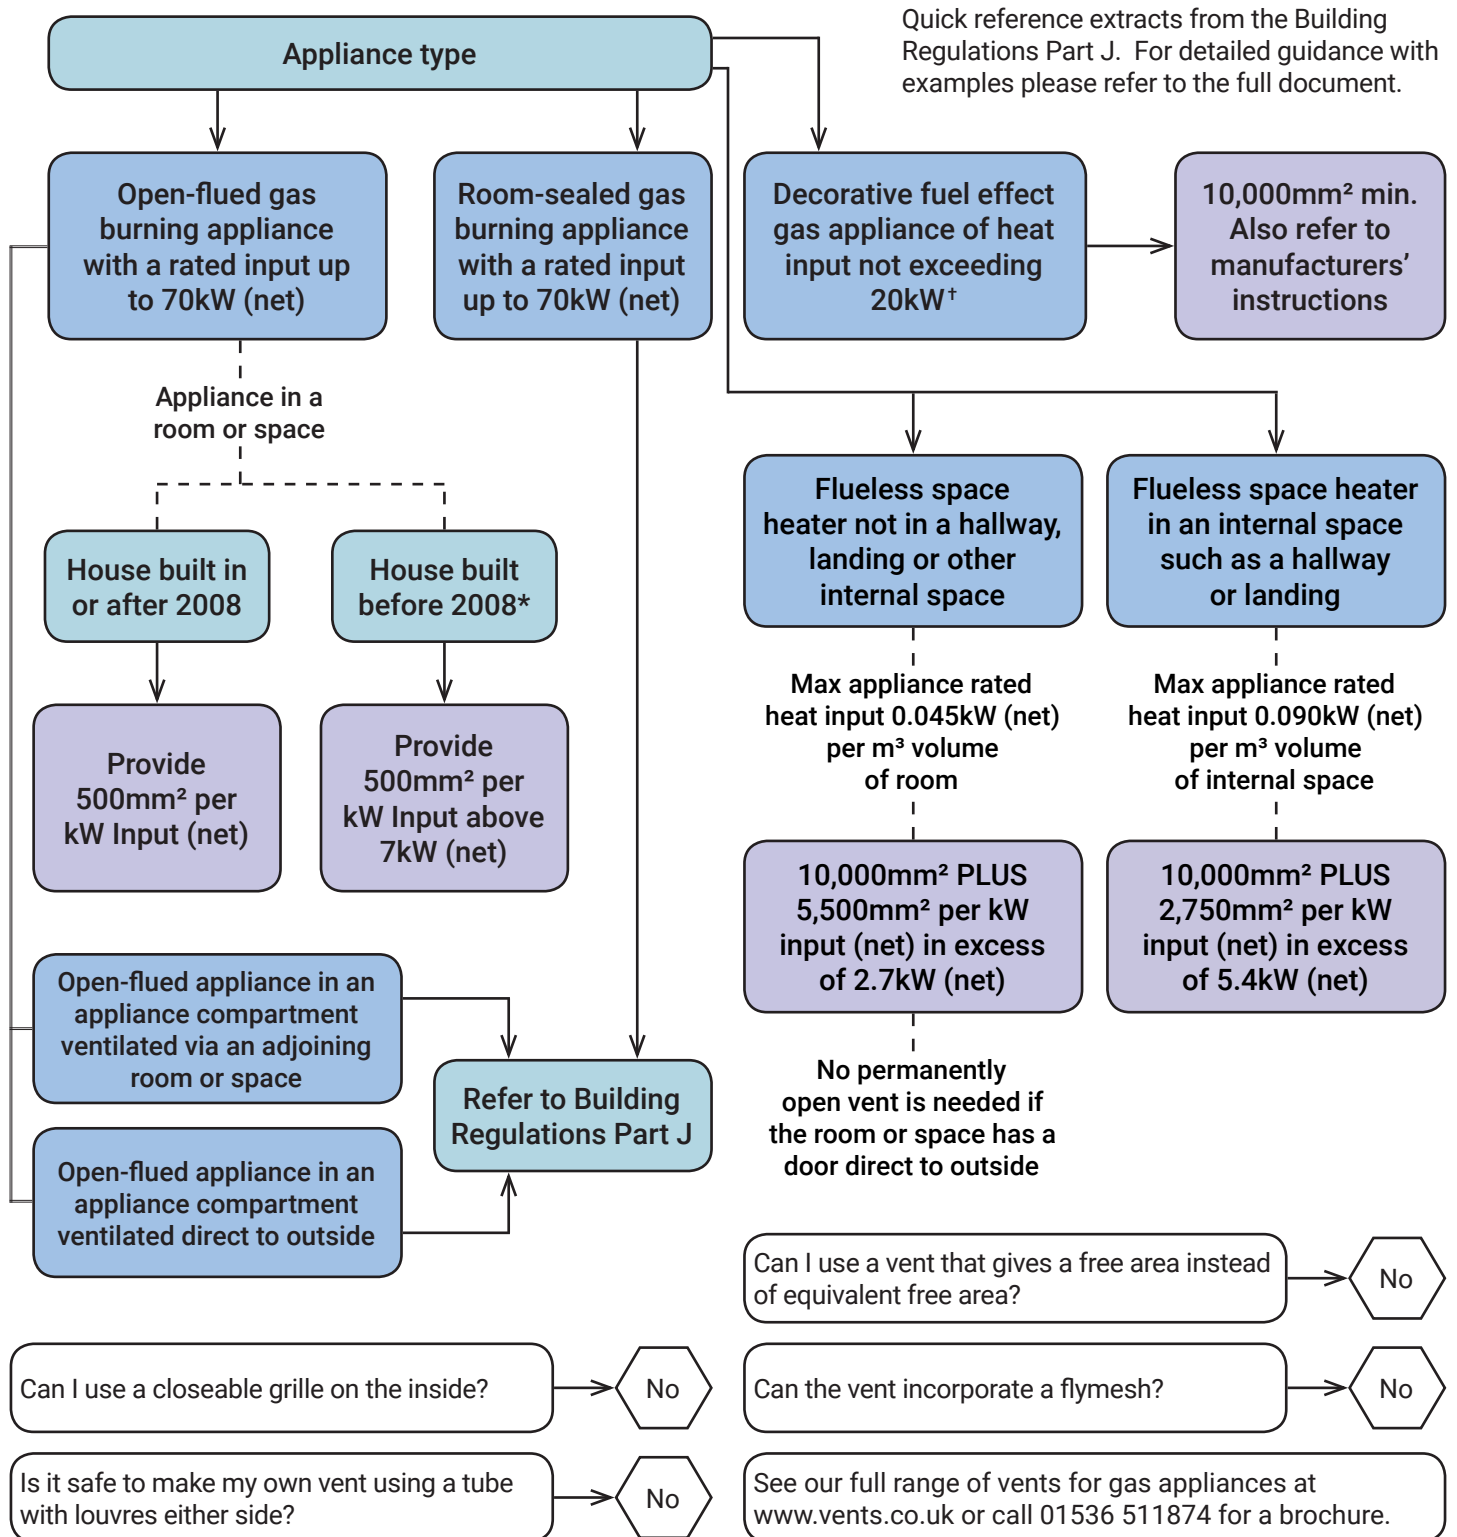 Quick reference extracts from the Building
Regulations Part J.  For detailed guidance with
examples please refer to the full document.
Appliance type
Open-flued gas
burning appliance
with a rated input up
to 70kW (net)
Room-sealed gas
burning appliance
with a rated input
up to 70kW (net)
Decorative fuel effect
gas appliance of heat
input not exceeding
20kW†
10,000mm² min.
Also refer to
manufacturers’
instructions
Appliance in a
room or space
House built in
or after 2008
House built
before 2008*
Provide
500mm² per
kW Input (net)
Provide
500mm² per
kW Input above
7kW (net)
Flueless space
heater not in a hallway,
landing or other
internal space
Flueless space heater
in an internal space
such as a hallway
or landing
Max appliance rated
heat input 0.045kW (net)
per m³ volume
of room
Max appliance rated
heat input 0.090kW (net)
per m³ volume
of internal space
10,000mm² PLUS
5,500mm² per kW
input (net) in excess
of 2.7kW (net)
10,000mm² PLUS
2,750mm² per kW
input (net) in excess
of 5.4kW (net)
No permanently
open vent is needed if
the room or space has a
door direct to outside
Open-flued appliance in an
appliance compartment
ventilated via an adjoining
room or space
Open-flued appliance in an
appliance compartment
ventilated direct to outside
Refer to Building
Regulations Part J
Can I use a vent that gives a free area instead
of equivalent free area?
No
Can I use a closeable grille on the inside?
No
Can the vent incorporate a flymesh?
No
Is it safe to make my own vent using a tube
with louvres either side?
No
See our full range of vents for gas appliances at
www.vents.co.uk or call 01536 511874 for a brochure.